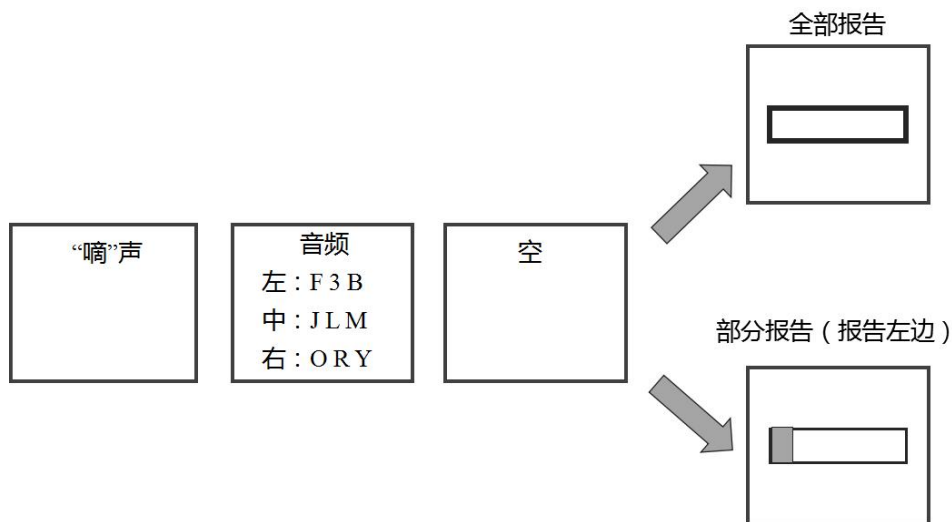 全部报告
“嘀”声
音频
左：F 3 B
中：J L M
右：O R Y
空
部分报告（报告左边）